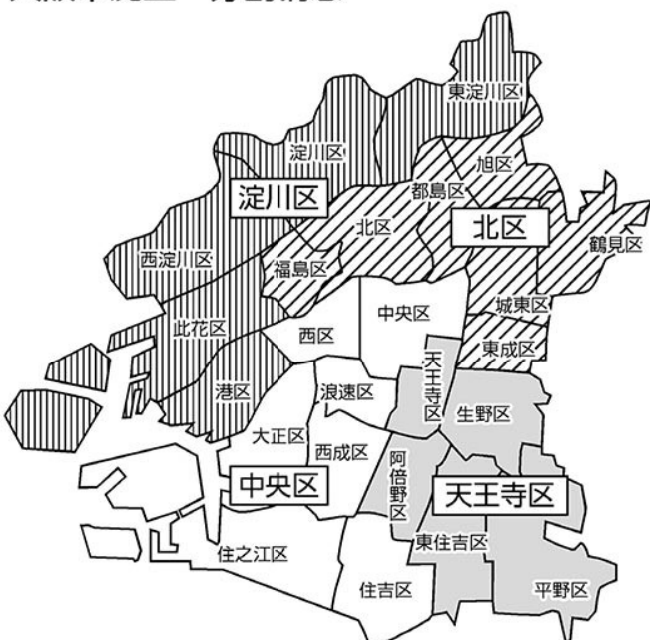 東淀川区
淀川区
旭区
都島区
淀川区
北区
北区
鶴見区
西淀川区
福島区
城東区
此花区
中央区
西区
東成区
天王寺区
港区
浪速区
生野区
大正区
西成区
阿倍野区
中央区
天王寺区
東住吉区
住之江区
住吉区
平野区